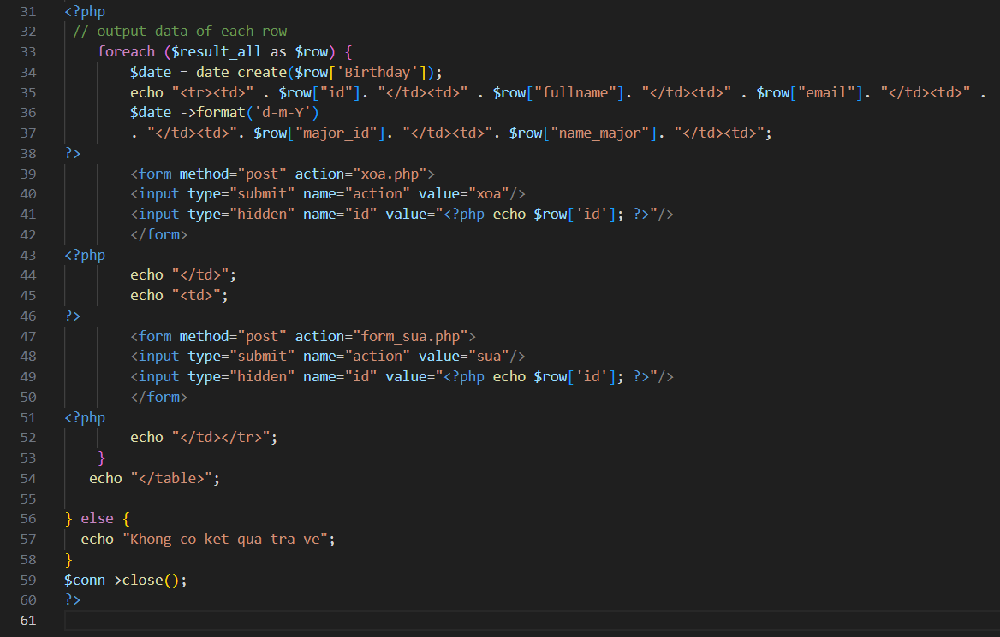 31 <?php
32  // output data of each row
33     foreach ($result_all as $row) {
34         $date = date_create($row['Birthday']);
35         echo "<tr><td>" . $row["id"]. "</td><td>" . $row["fullname"]. "</td><td>" . $row["email"]. "</td><td>" .
36         $date ->format('d-m-Y')
37         . "</td><td>". $row["major_id"]. "</td><td>". $row["name_major"]. "</td><td>";
38 ?>
39         <form method="post" action="xoa.php">
40         <input type="submit" name="action" value="xoa"/>
41         <input type="hidden" name="id" value="<?php echo $row['id']; ?>"/>
42         </form>
43 <?php
44         echo "</td>";
45         echo "<td>";
46 ?>
47         <form method="post" action="form_sua.php">
48         <input type="submit" name="action" value="sua"/>
49         <input type="hidden" name="id" value="<?php echo $row['id']; ?>"/>
50         </form>
51 <?php
52         echo "</td></tr>";
53     }
54    echo "</table>";
55
56 } else {
57   echo "Khong co ket qua tra ve";
58 }
59 $conn->close();
60 ?>
61